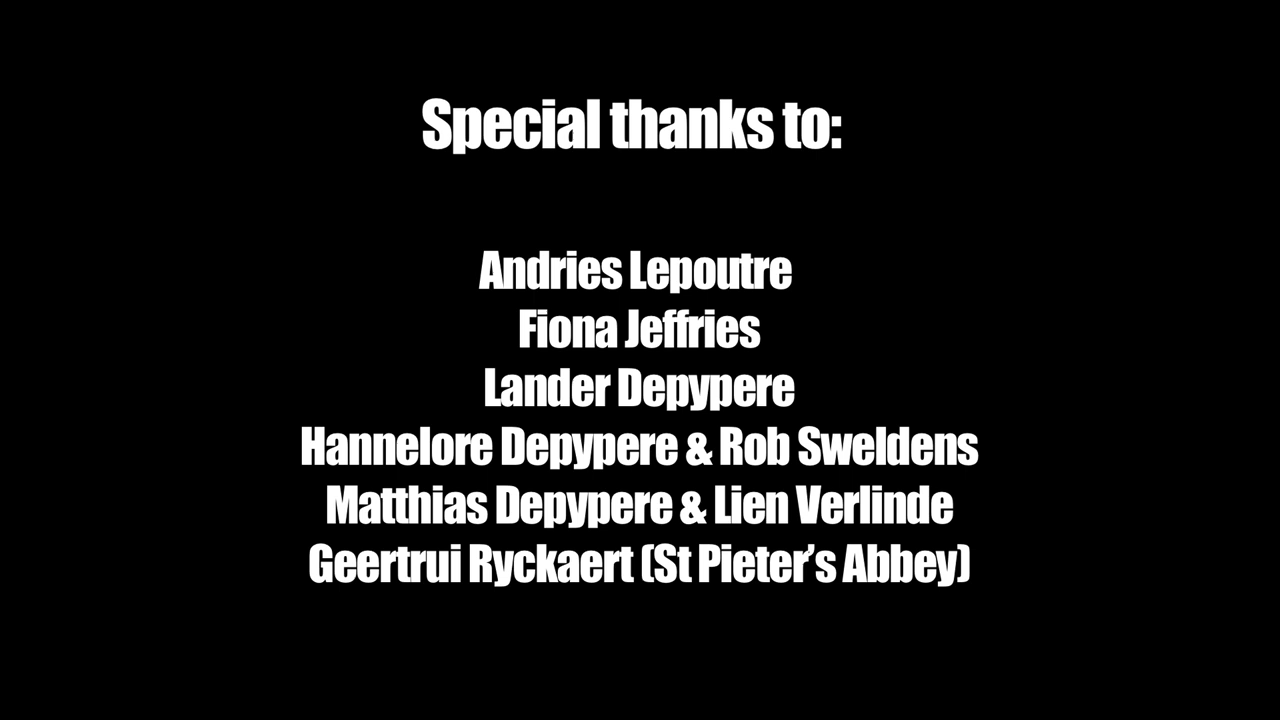 Special thanks to:
Andries Lepoutre
Fiona Jeffries
Lander Depypere
Hannelore Depypere & Rob Sweldens
Matthias Depypere & Lien Verlinde
Geertrui Ryckaert (St Pieter’s Abbey)